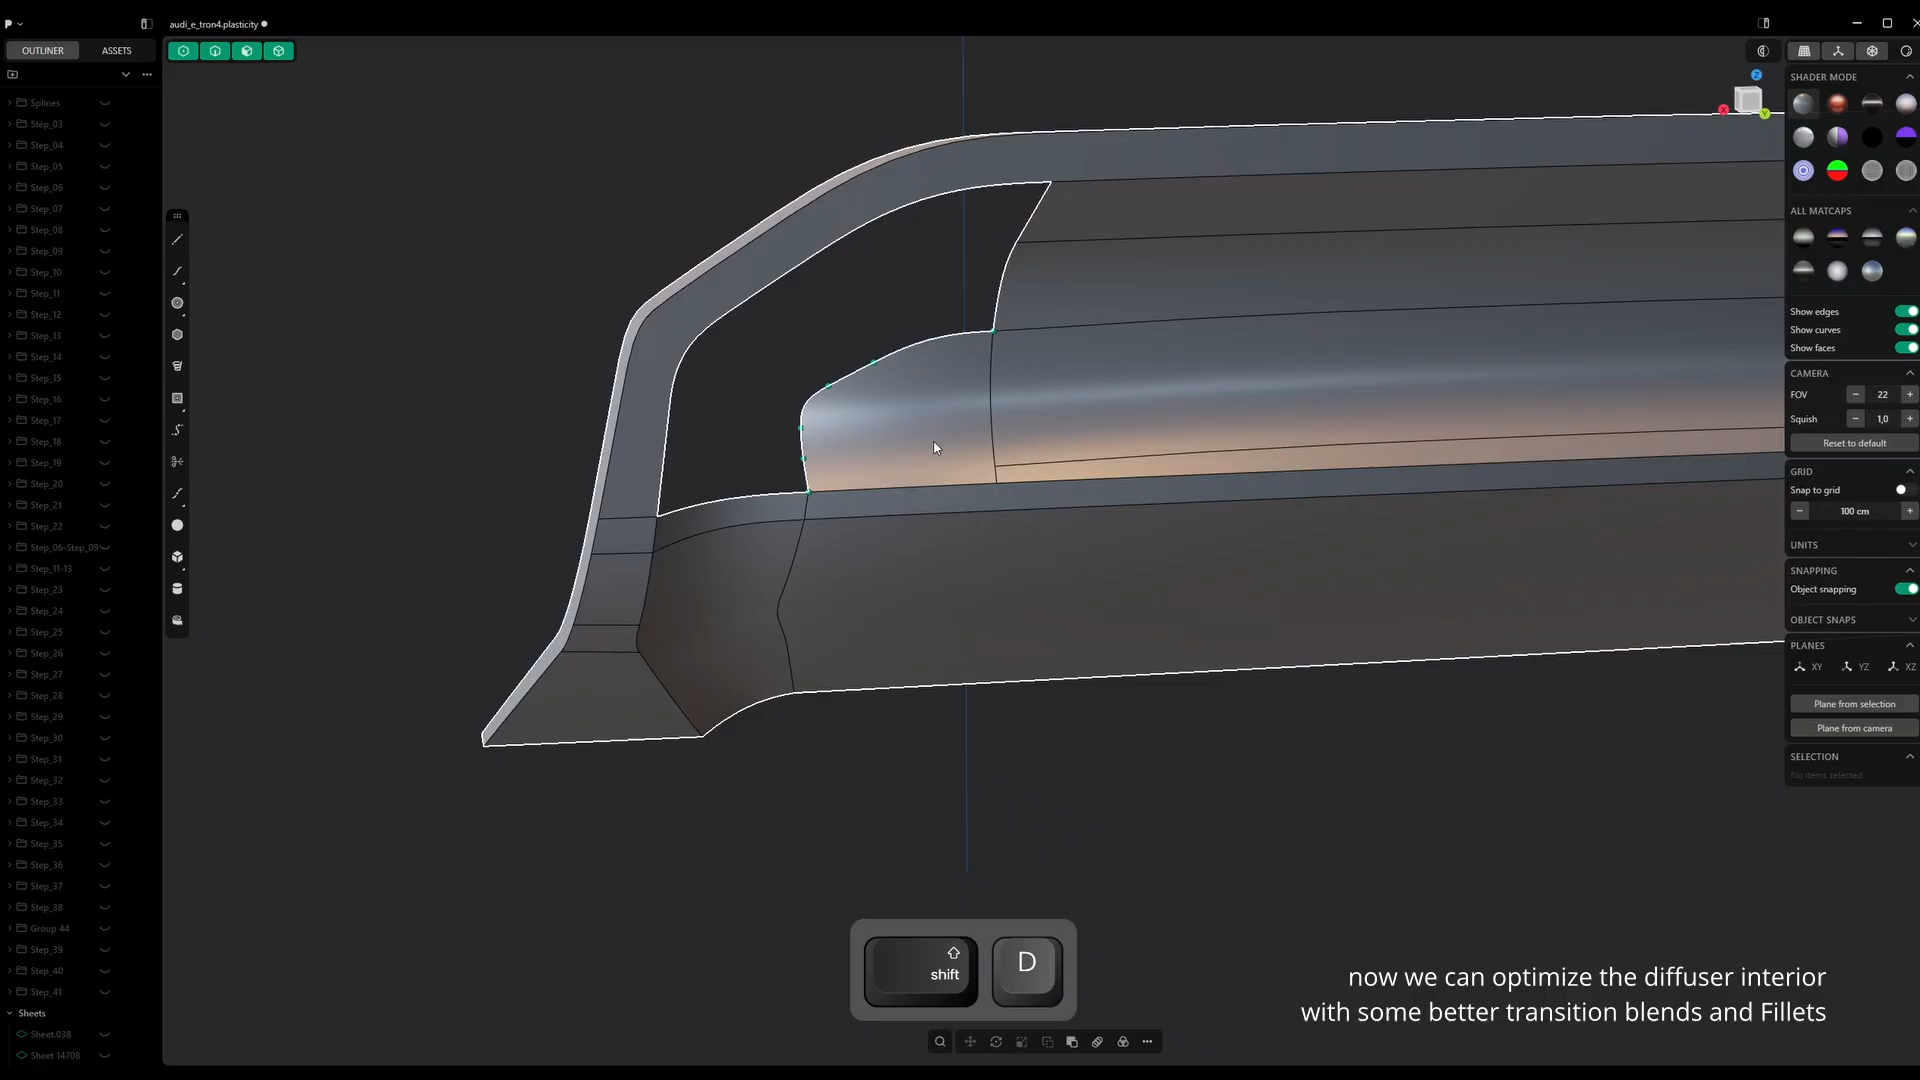 audi_e_tron4.plasticity
OUTLINER
ASSETS
Splines
Step_03
Step_04
Step_05
Step_06
Step_07
Step_08
Step_09
Step_10
Step_11
Step_12
Step_13
Step_14
Step_15
Step_16
Step_17
Step_18
Step_19
Step_20
Step_21
Step_22
Step_06-Step_09
Step_11-13
Step_23
Step_24
Step_25
Step_26
Step_27
Step_28
Step_29
Step_30
Step_31
Step_32
Step_33
Step_34
Step_35
Step_36
Step_37
Step_38
Group 44
Step_39
Step_40
Step_41
Sheets
Sheet.038
Sheet 14708
Z
X
Y
SHADER MODE
ALL MATCAPS
Show edges
Show curves
Show faces
CAMERA
FOV
22
Squish
1,0
Reset to default
GRID
Snap to grid
100 cm
UNITS
SNAPPING
Object snapping
OBJECT SNAPS
PLANES
XY
YZ
XZ
Plane from selection
Plane from camera
SELECTION
No items selected
shift
D
now we can optimize the diffuser interior
with some better transition blends and Fillets